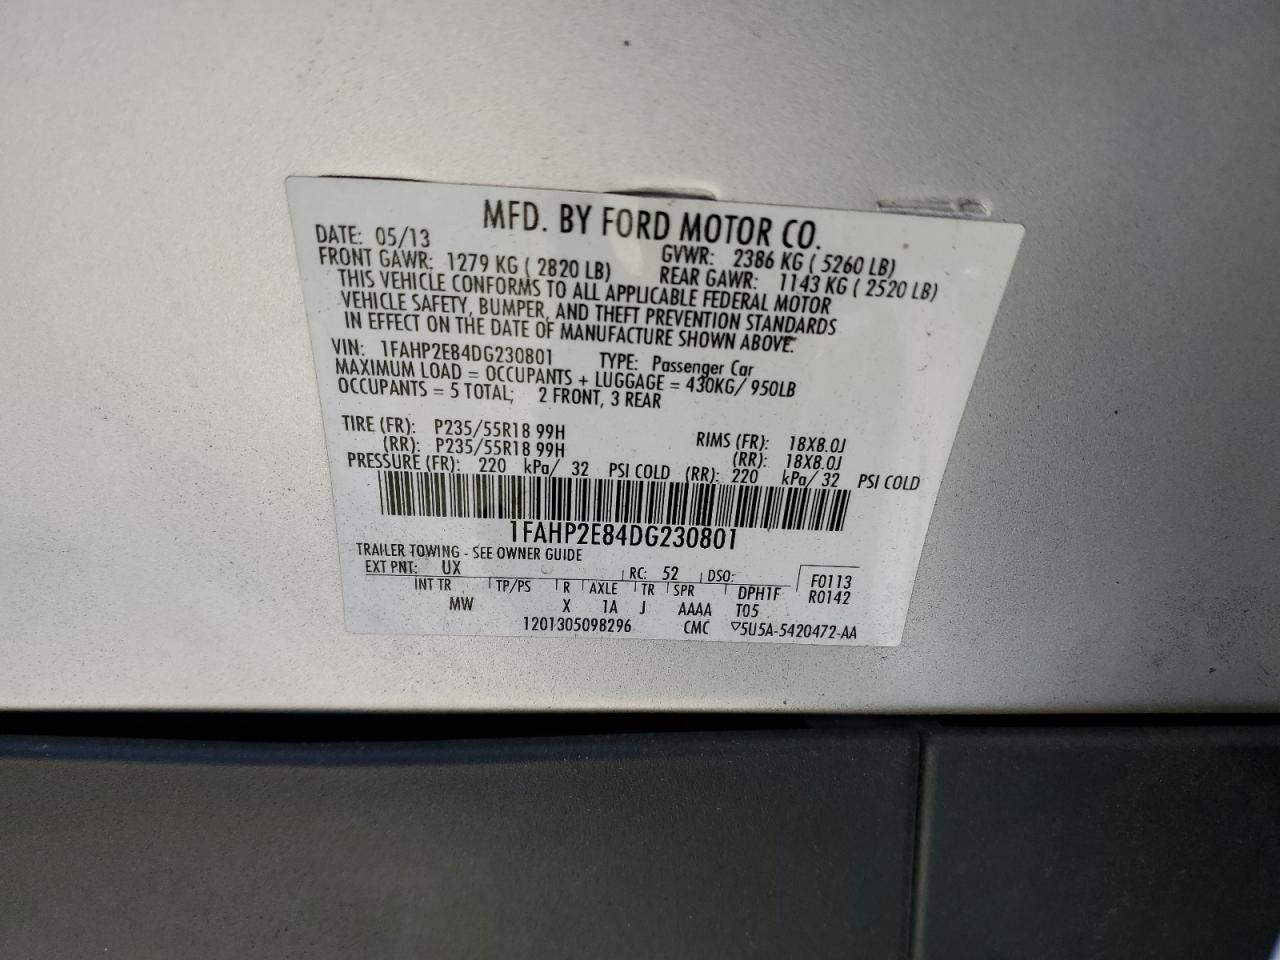 MFD. BY FORD MOTOR CO.
DATE: 05/13 GVWR: 2386 KG ( 5260 LB)
FRONT GAWR: 1279 KG ( 2820 LB) REAR GAWR: 1143 KG ( 2520 LB)
THIS VEHICLE CONFORMS TO ALL APPLICABLE FEDERAL MOTOR
VEHICLE SAFETY, BUMPER, AND THEFT PREVENTION STANDARDS
IN EFFECT ON THE DATE OF MANUFACTURE SHOWN ABOVE.
VIN: 1FAHP2E84DG230801 TYPE: Passenger Car
MAXIMUM LOAD = OCCUPANTS + LUGGAGE = 430KG/ 950LB
OCCUPANTS = 5 TOTAL; 2 FRONT, 3 REAR
TIRE (FR): P235/55R18 99H RIMS (FR): 18X8.0J
(RR): P235/55R18 99H (RR): 18X8.0J
PRESSURE (FR): 220 kPa/ 32 PSI COLD (RR): 220 kPa/ 32 PSI COLD
1FAHP2E84DG230801
TRAILER TOWING - SEE OWNER GUIDE
EXT PNT: UX RC: 52 DSO: F0113
INT TR TP/PS R AXLE TR SPR DPH1F R0142
MW X 1A J AAAA T05
1201305098296 CMC ▽5U5A-5420472-AA